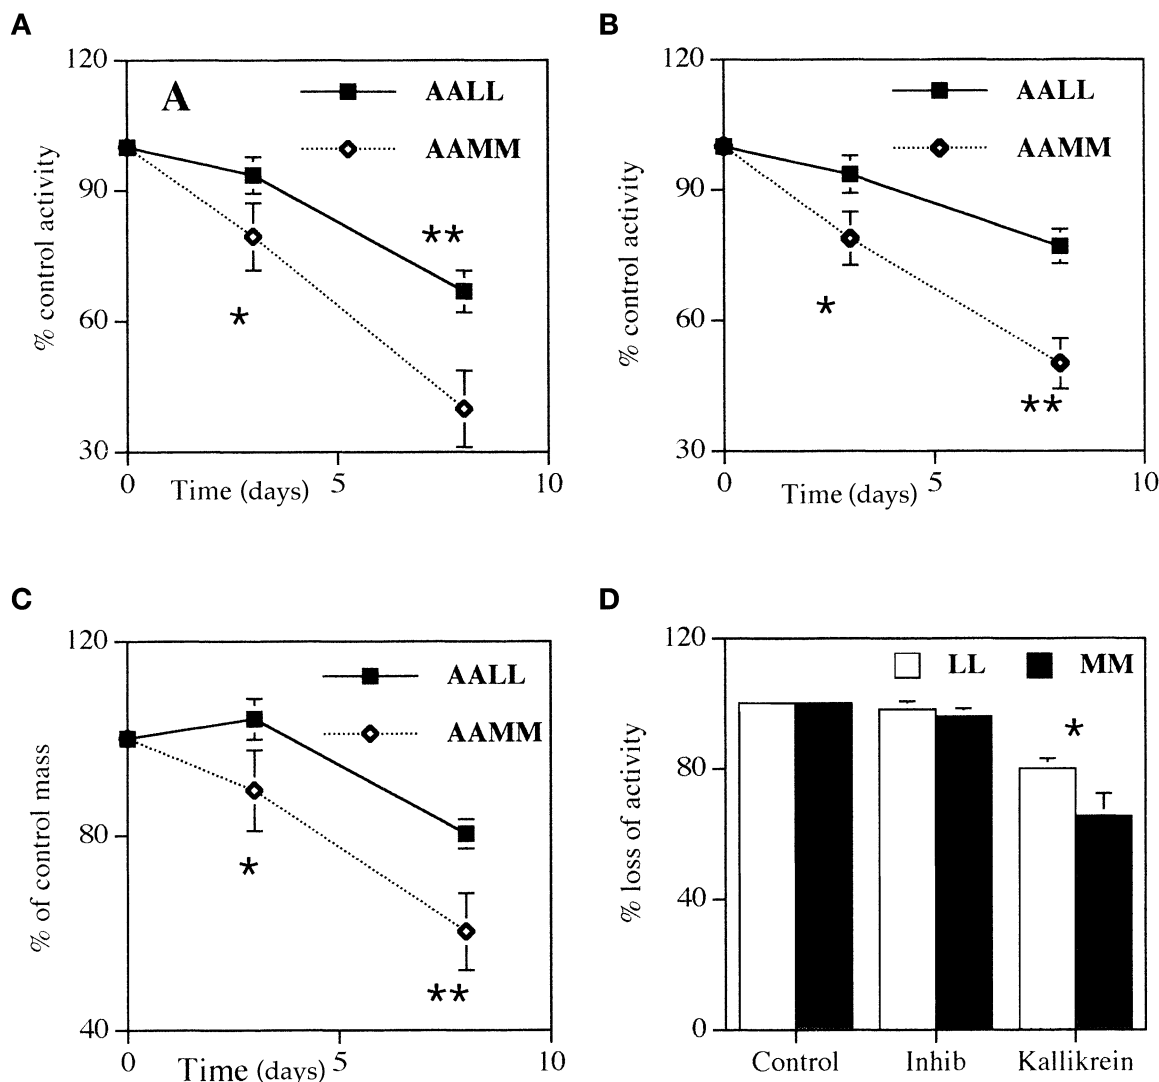 A
120
90
60
30
% control activity
A
AALL
AAMM
**
*
0
5
10
Time (days)
B
120
90
60
30
% control activity
AALL
AAMM
*
**
0
5
10
Time (days)
C
120
80
40
% of control mass
AALL
AAMM
*
**
0
5
10
Time (days)
D
120
80
40
0
% loss of activity
LL
MM
*
Control
Inhib
Kallikrein